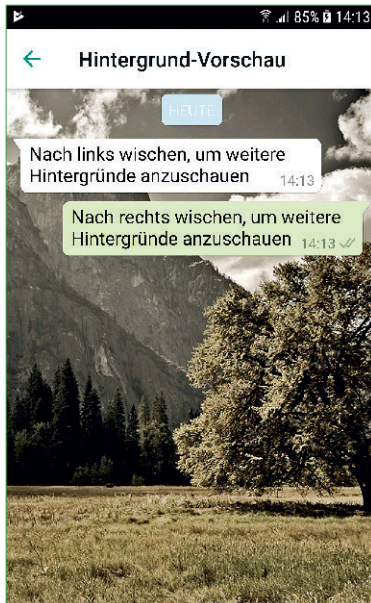 85% 14:13
Hintergrund-Vorschau
HEUTE
Nach links wischen, um weitere
Hintergründe anzuschauen 14:13
Nach rechts wischen, um weitere
Hintergründe anzuschauen 14:13